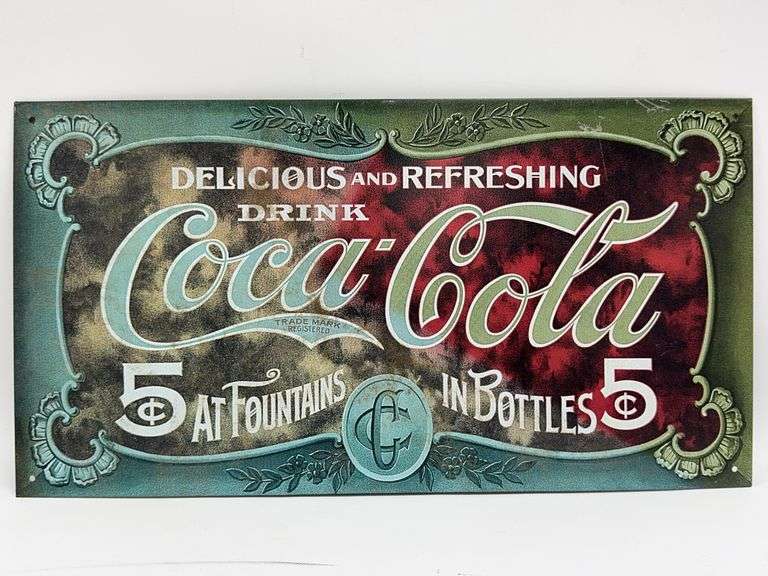 DELICIOUS AND REFRESHING
DRINK
Coca-Cola
TRADE MARK
REGISTERED
5¢ AT FOUNTAINS IN BOTTLES 5¢
CC